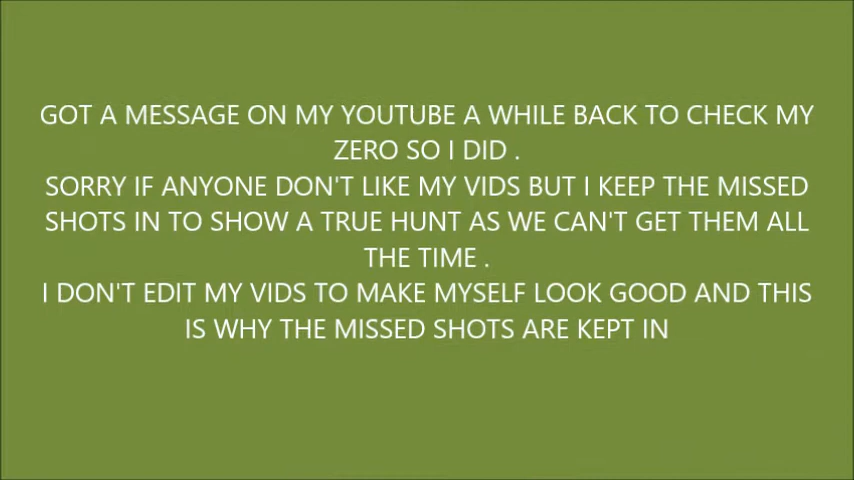 GOT A MESSAGE ON MY YOUTUBE A WHILE BACK TO CHECK MY
ZERO SO I DID .
SORRY IF ANYONE DON'T LIKE MY VIDS BUT I KEEP THE MISSED
SHOTS IN TO SHOW A TRUE HUNT AS WE CAN'T GET THEM ALL
THE TIME .
I DON'T EDIT MY VIDS TO MAKE MYSELF LOOK GOOD AND THIS
IS WHY THE MISSED SHOTS ARE KEPT IN